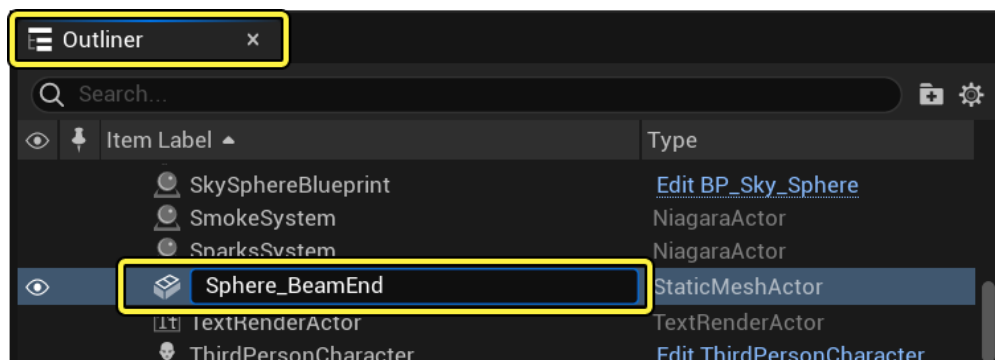 Outliner ×
Search...
Item Label Type
SkySphereBlueprint Edit BP_Sky_Sphere
SmokeSystem NiagaraActor
SparksSystem NiagaraActor
Sphere_BeamEnd StaticMeshActor
TextRenderActor TextRenderActor
ThirdPersonCharacter Edit ThirdPersonCharacter